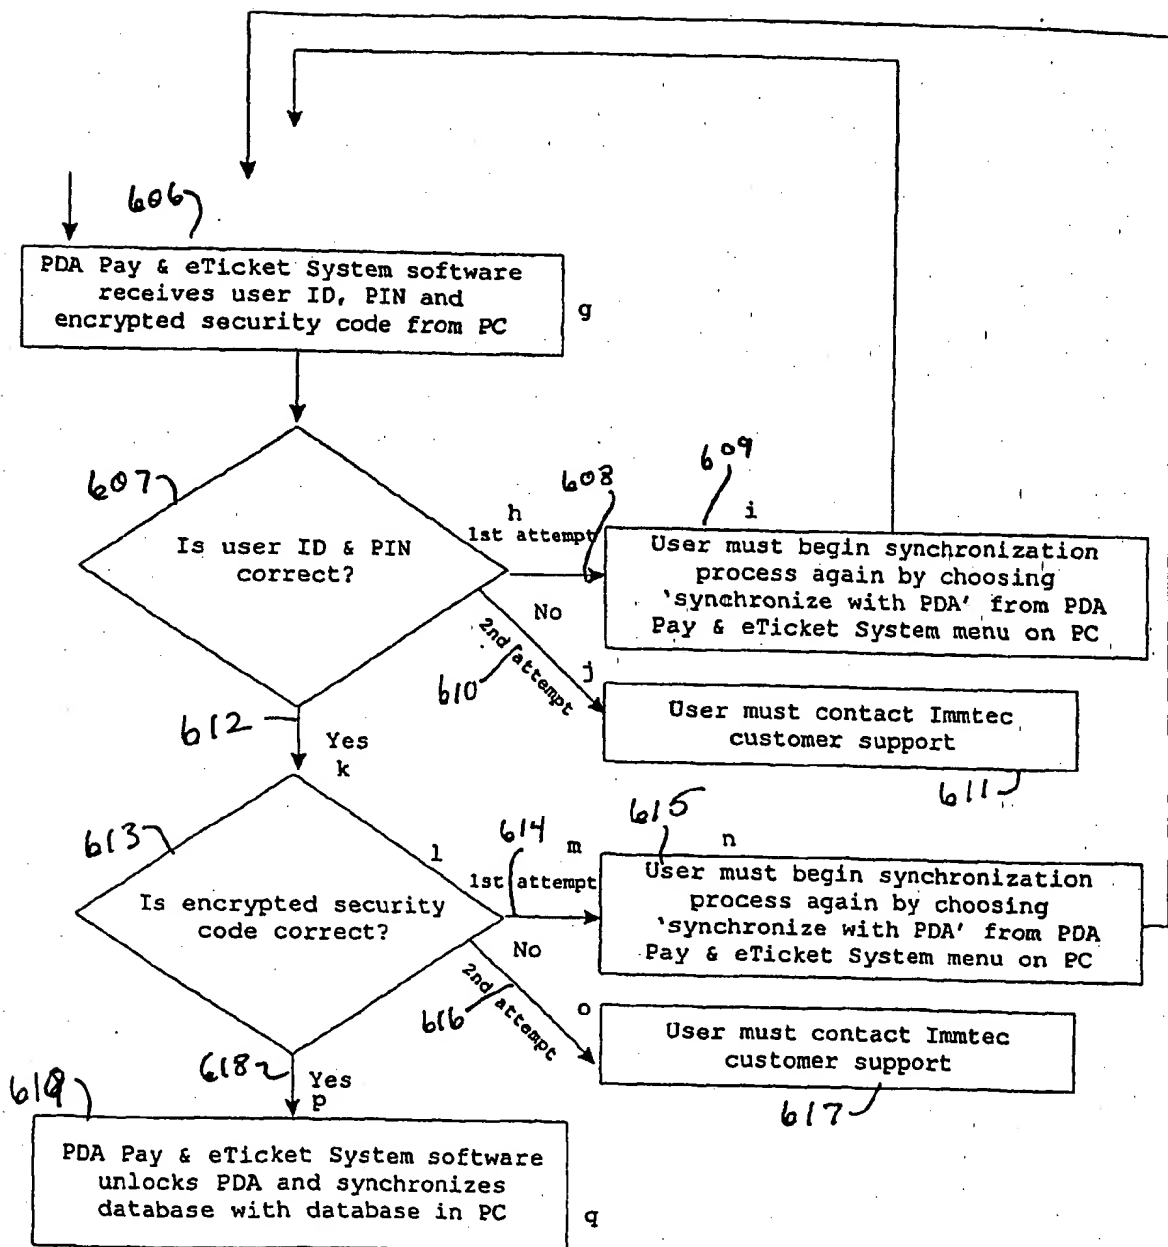 606
PDA Pay & eTicket System software
receives user ID, PIN and
encrypted security code from PC
g
607
Is user ID & PIN
correct?
h
1st attempt
608
609
i
User must begin synchronization
process again by choosing
'synchronize with PDA' from PDA
Pay & eTicket System menu on PC
No
2nd attempt
610
j
User must contact Immtec
customer support
611
612
Yes
k
613
Is encrypted security
code correct?
l
614
m
1st attempt
615
n
User must begin synchronization
process again by choosing
'synchronize with PDA' from PDA
Pay & eTicket System menu on PC
No
2nd attempt
616
o
User must contact Immtec
customer support
617
618
Yes
p
619
PDA Pay & eTicket System software
unlocks PDA and synchronizes
database with database in PC
q